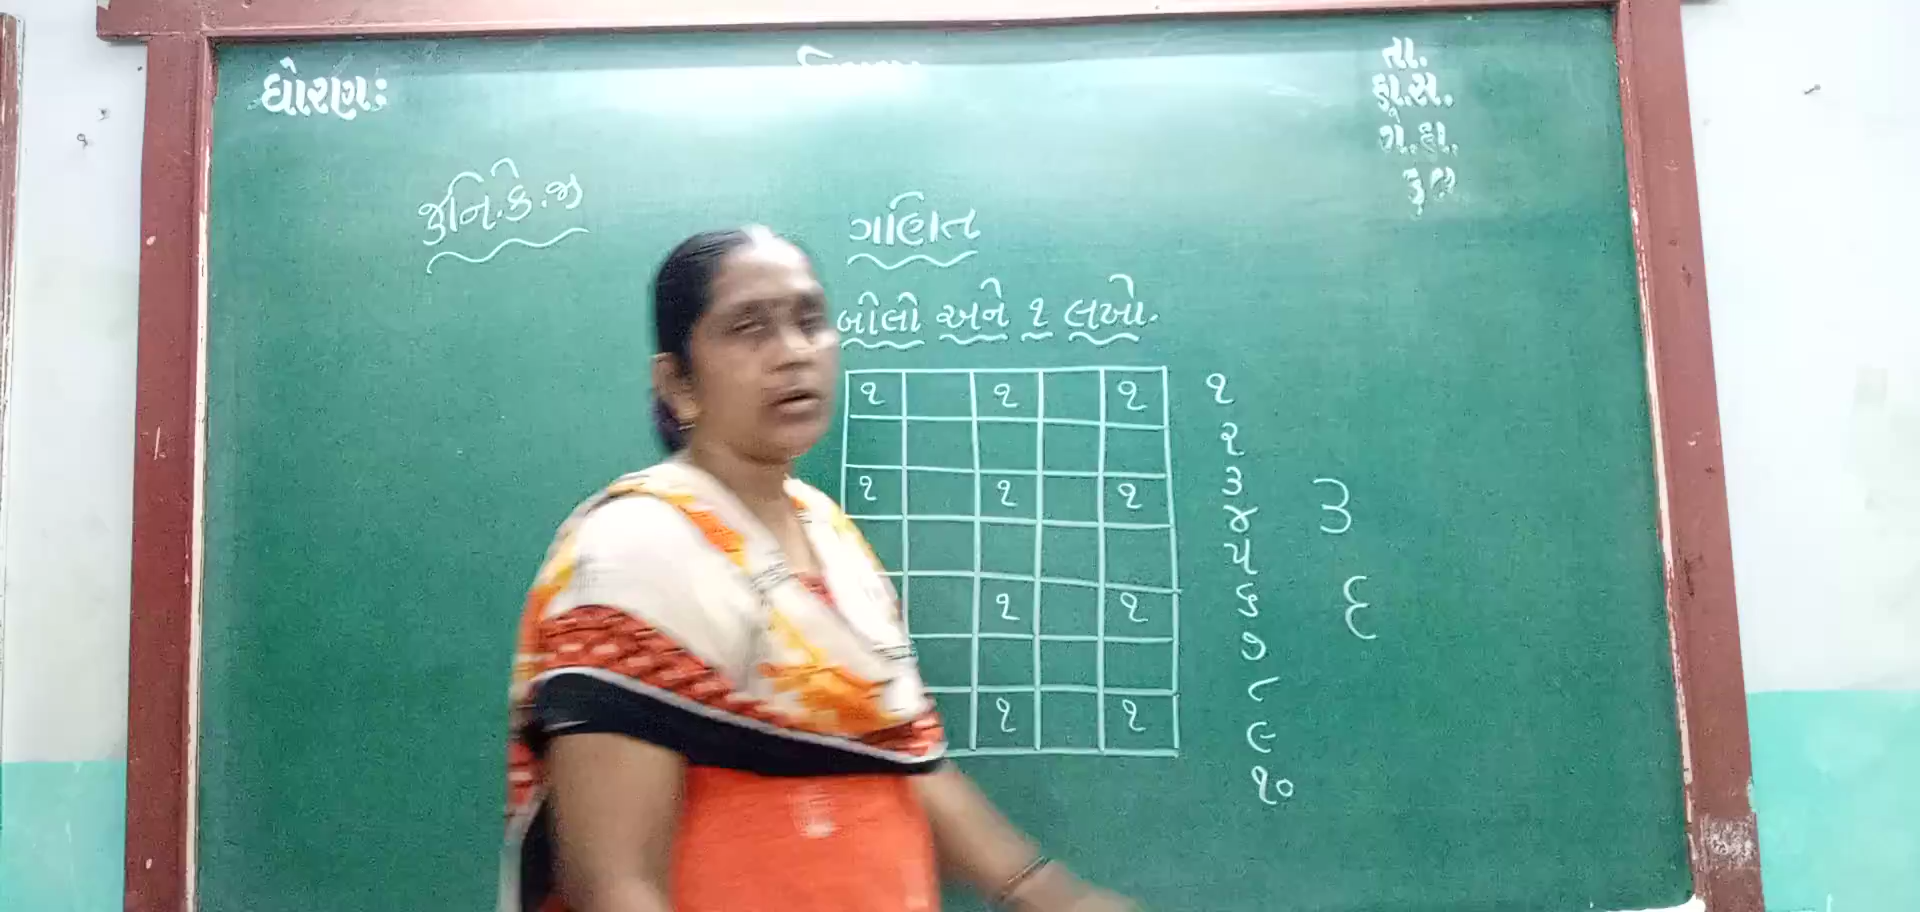 ધોરણઃ
તા.
હા.સ.
ગે.હા.
કુલ
જુનિ.કે.જી
ગણિત
બોલો અને ૧ લખો.
૧ ૧ ૧
૧ ૧ ૧
૧ ૧
૧ ૧
૧
૨
૩
૪
૫
૬
૭
૮
૯
૧૦
૩
૬